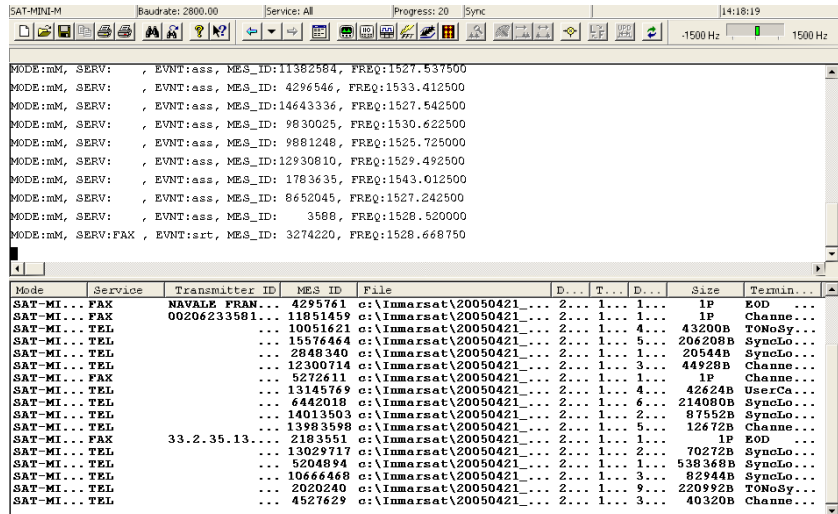 SAT-MINI-M Baudrate: 2800.00 Service: All Progress: 20 Sync 14:18:19
-1500 Hz 1500 Hz
MODE:mM, SERV: , EVNT:ass, MES_ID:11382584, FREQ:1527.537500
MODE:mM, SERV: , EVNT:ass, MES_ID: 4296546, FREQ:1533.412500
MODE:mM, SERV: , EVNT:ass, MES_ID:14643336, FREQ:1527.542500
MODE:mM, SERV: , EVNT:ass, MES_ID: 9830025, FREQ:1530.622500
MODE:mM, SERV: , EVNT:ass, MES_ID: 9881248, FREQ:1525.725000
MODE:mM, SERV: , EVNT:ass, MES_ID:12930810, FREQ:1529.492500
MODE:mM, SERV: , EVNT:ass, MES_ID: 1783635, FREQ:1543.012500
MODE:mM, SERV: , EVNT:ass, MES_ID: 8652045, FREQ:1527.242500
MODE:mM, SERV: , EVNT:ass, MES_ID: 3588, FREQ:1528.520000
MODE:mM, SERV:FAX , EVNT:srt, MES_ID: 3274220, FREQ:1528.668750
Mode Service Transmitter ID MES ID File D... T... D... Size Termin...
SAT-MI... FAX NAVALE FRAN... 4295761 c:\Inmarsat\20050421_... 2... 1... 1... 1P EOD ...
SAT-MI... FAX 00206233581... 11851459 c:\Inmarsat\20050421_... 2... 1... 1... 1P Channe...
SAT-MI... TEL ... 10051621 c:\Inmarsat\20050421_... 2... 1... 4... 43200B TONoSy...
SAT-MI... TEL ... 15576464 c:\Inmarsat\20050421_... 2... 1... 5... 206208B SyncLo...
SAT-MI... TEL ... 2848340 c:\Inmarsat\20050421_... 2... 1... 1... 20544B SyncLo...
SAT-MI... TEL ... 12300714 c:\Inmarsat\20050421_... 2... 1... 3... 44928B Channe...
SAT-MI... FAX ... 5272611 c:\Inmarsat\20050421_... 2... 1... 1... 1P Channe...
SAT-MI... TEL ... 13145769 c:\Inmarsat\20050421_... 2... 1... 4... 42624B UserCa...
SAT-MI... TEL ... 6442018 c:\Inmarsat\20050421_... 2... 1... 6... 214080B SyncLo...
SAT-MI... TEL ... 14013503 c:\Inmarsat\20050421_... 2... 1... 2... 87552B SyncLo...
SAT-MI... TEL ... 13983598 c:\Inmarsat\20050421_... 2... 1... 5... 12672B Channe...
SAT-MI... FAX 33.2.35.13.... 2183551 c:\Inmarsat\20050421_... 2... 1... 1... 1P EOD ...
SAT-MI... TEL ... 13029717 c:\Inmarsat\20050421_... 2... 1... 2... 70272B SyncLo...
SAT-MI... TEL ... 5204894 c:\Inmarsat\20050421_... 2... 1... 1... 538368B SyncLo...
SAT-MI... TEL ... 10666468 c:\Inmarsat\20050421_... 2... 1... 3... 82944B SyncLo...
SAT-MI... TEL ... 2020240 c:\Inmarsat\20050421_... 2... 1... 9... 220992B TONoSy...
SAT-MI... TEL ... 4527629 c:\Inmarsat\20050421_... 2... 1... 3... 40320B Channe...